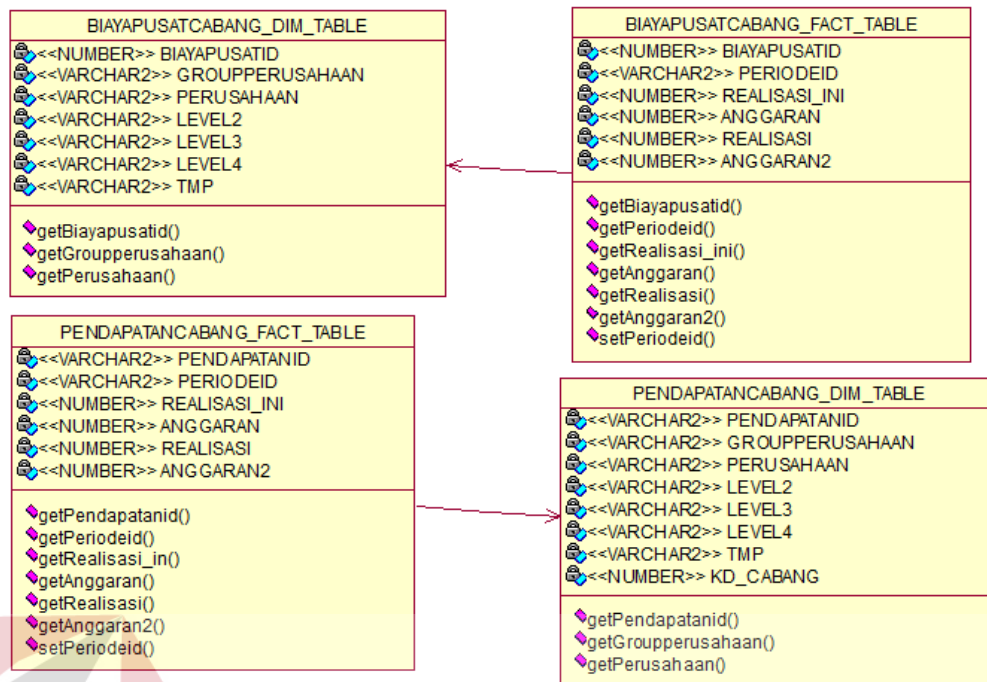 BIAYAPUSATCABANG_DIM_TABLE
<<NUMBER>> BIAYAPUSATID
<<VARCHAR2>> GROUPPERUSAHAAN
<<VARCHAR2>> PERUSAHAAN
<<VARCHAR2>> LEVEL2
<<VARCHAR2>> LEVEL3
<<VARCHAR2>> LEVEL4
<<VARCHAR2>> TMP
getBiayapusatid()
getGroupperusahaan()
getPerusahaan()
BIAYAPUSATCABANG_FACT_TABLE
<<NUMBER>> BIAYAPUSATID
<<VARCHAR2>> PERIODEID
<<NUMBER>> REALISASI_INI
<<NUMBER>> ANGGARAN
<<NUMBER>> REALISASI
<<NUMBER>> ANGGARAN2
getBiayapusatid()
getPeriodeid()
getRealisasi_ini()
getAnggaran()
getRealisasi()
getAnggaran2()
setPeriodeid()
PENDAPATANCABANG_FACT_TABLE
<<VARCHAR2>> PENDAPATANID
<<VARCHAR2>> PERIODEID
<<NUMBER>> REALISASI_INI
<<NUMBER>> ANGGARAN
<<NUMBER>> REALISASI
<<NUMBER>> ANGGARAN2
getPendapatanid()
getPeriodeid()
getRealisasi_in()
getAnggaran()
getRealisasi()
getAnggaran2()
setPeriodeid()
PENDAPATANCABANG_DIM_TABLE
<<VARCHAR2>> PENDAPATANID
<<VARCHAR2>> GROUPPERUSAHAAN
<<VARCHAR2>> PERUSAHAAN
<<VARCHAR2>> LEVEL2
<<VARCHAR2>> LEVEL3
<<VARCHAR2>> LEVEL4
<<VARCHAR2>> TMP
<<NUMBER>> KD_CABANG
getPendapatanid()
getGroupperusahaan()
getPerusahaan()